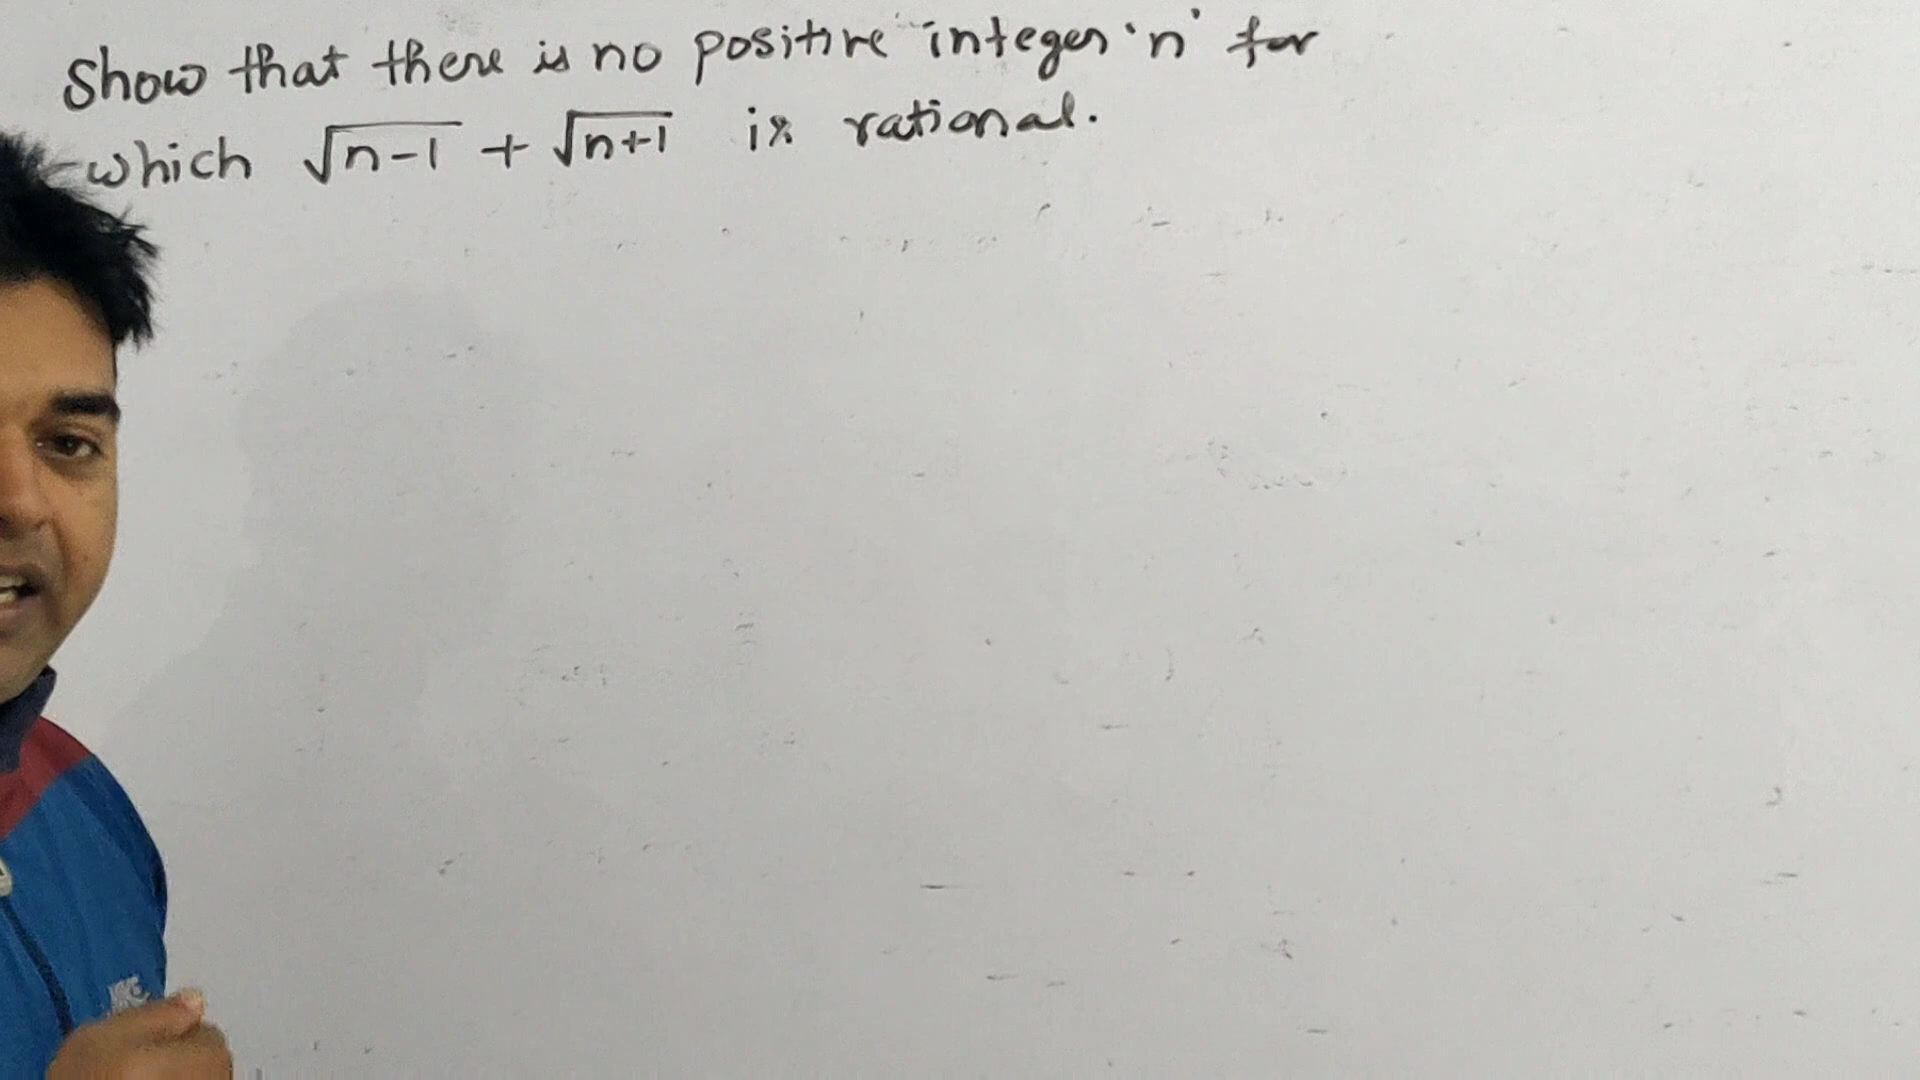 Show that there is no positive integer 'n' for
which √n-1 + √n+1 is rational.